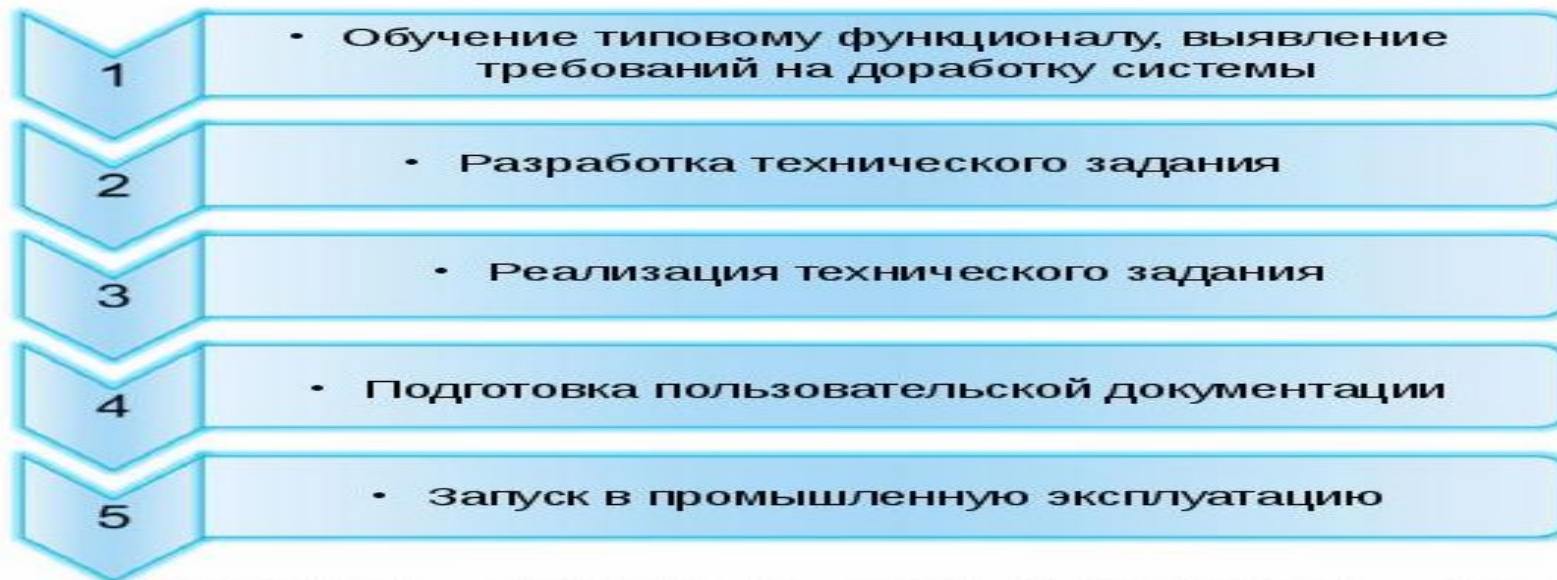 1
• Обучение типовому функционалу, выявление
требований на доработку системы
2
• Разработка технического задания
3
• Реализация технического задания
4
• Подготовка пользовательской документации
5
• Запуск в промышленную эксплуатацию